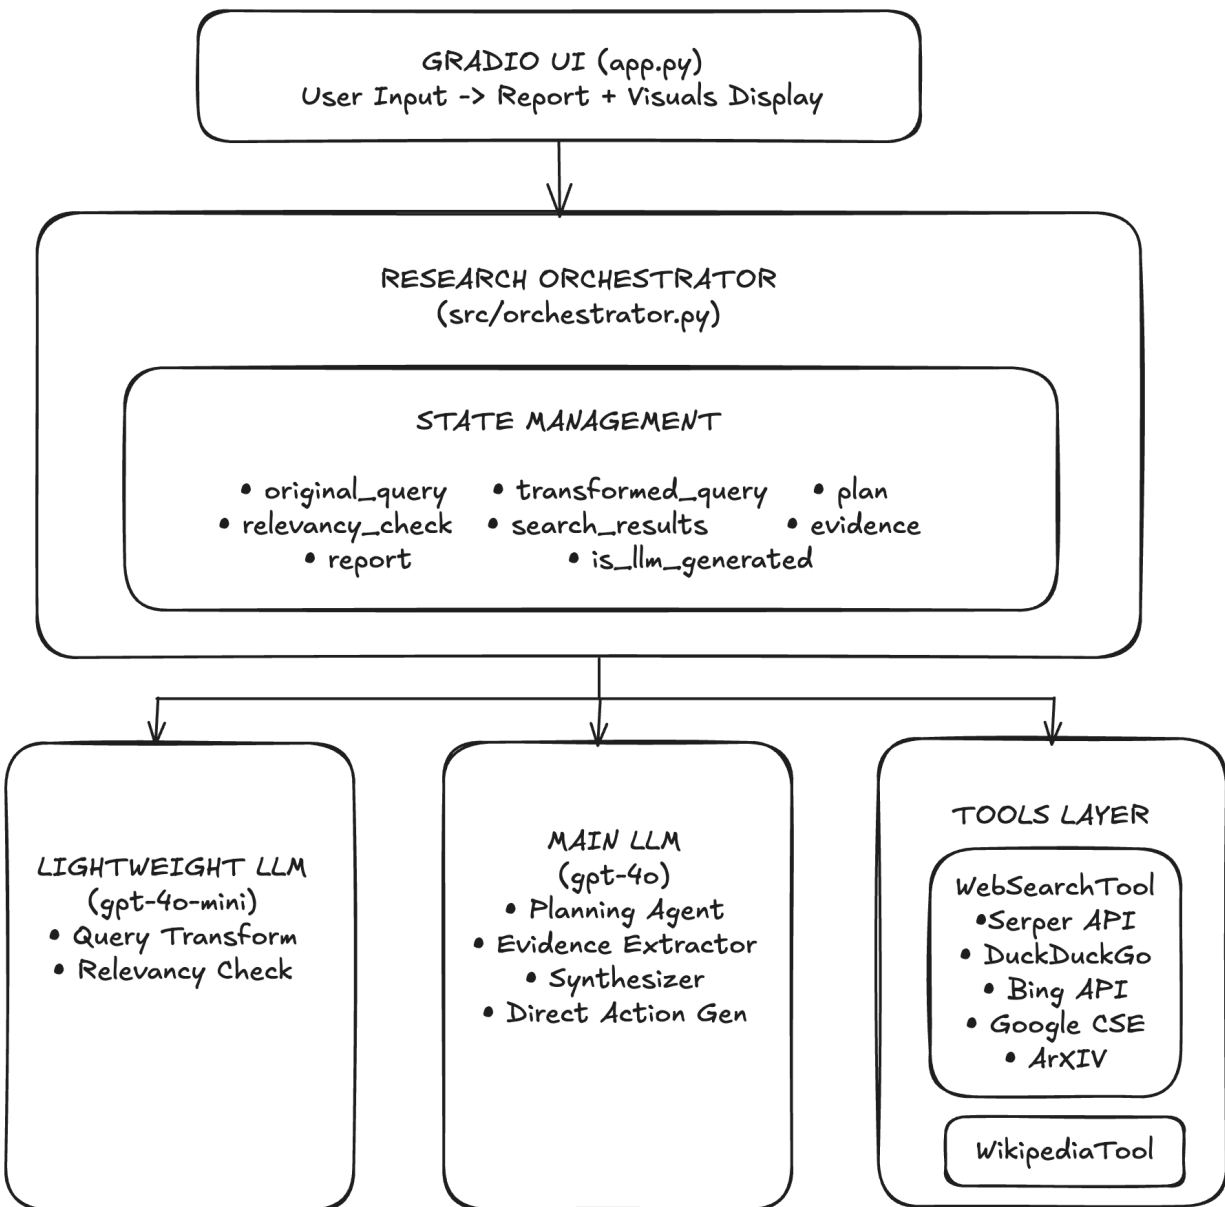 GRADIO UI (app.py)
User Input -> Report + Visuals Display
RESEARCH ORCHESTRATOR
(src/orchestrator.py)
STATE MANAGEMENT
• original_query • transformed_query • plan
• relevancy_check • search_results • evidence
• report • is_llm_generated
LIGHTWEIGHT LLM
(gpt-4o-mini)
• Query Transform
• Relevancy Check
MAIN LLM
(gpt-4o)
• Planning Agent
• Evidence Extractor
• Synthesizer
• Direct Action Gen
TOOLS LAYER
WebSearchTool
•Serper API
• DuckDuckGo
• Bing API
• Google CSE
• ArXIV
WikipediaTool